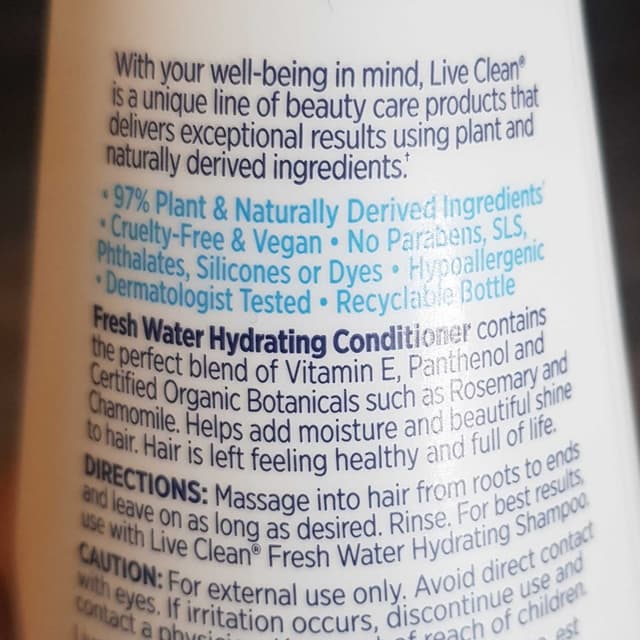 With your well-being in mind, Live Clean®
is a unique line of beauty care products that
delivers exceptional results using plant and
naturally derived ingredients.†
• 97% Plant & Naturally Derived Ingredients†
• Cruelty-Free & Vegan • No Parabens, SLS,
Phthalates, Silicones or Dyes • Hypoallergenic
• Dermatologist Tested • Recyclable Bottle
Fresh Water Hydrating Conditioner contains
the perfect blend of Vitamin E, Panthenol and
Certified Organic Botanicals such as Rosemary and
Chamomile. Helps add moisture and beautiful shine
to hair. Hair is left feeling healthy and full of life.
DIRECTIONS: Massage into hair from roots to ends
and leave on as long as desired. Rinse. For best results,
use with Live Clean® Fresh Water Hydrating Shampoo.
CAUTION: For external use only. Avoid direct contact
with eyes. If irritation occurs, discontinue use and
contact a of reach of children.